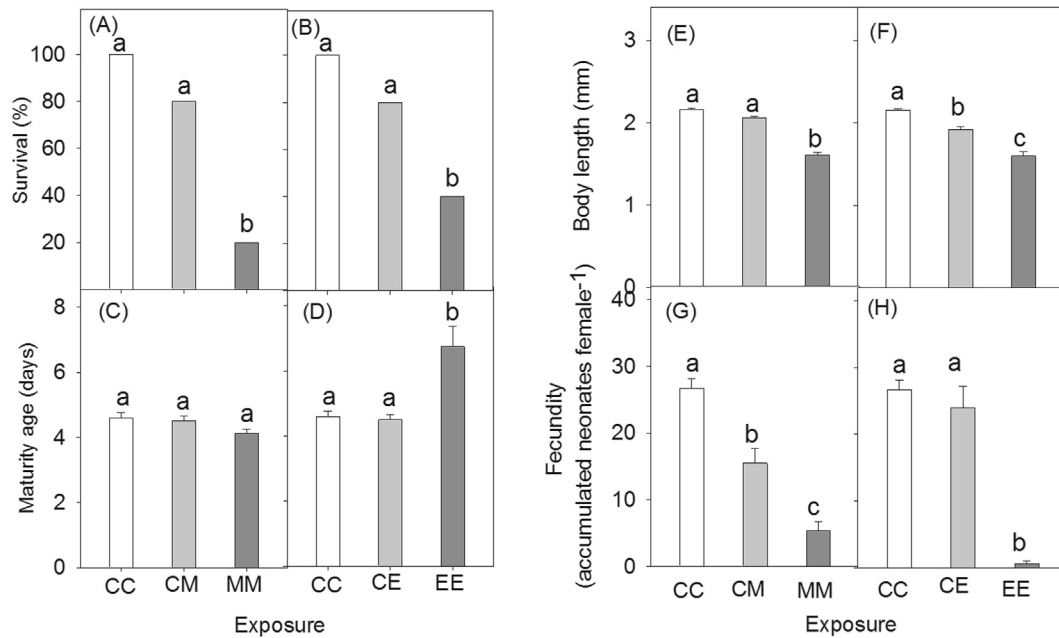 (A)
a
a
b
(B)
a
a
b
100
80
60
40
20
Survival (%)
(C)
a
a
a
(D)
a
a
b
8
6
4
2
0
Maturity age (days)
CC CM MM CC CE EE
Exposure
(E)
a
a
b
(F)
a
b
c
3
2
1
0
Body length (mm)
(G)
a
b
c
(H)
a
a
b
40
30
20
10
0
Fecundity
(accumulated neonates female-1)
CC CM MM CC CE EE
Exposure